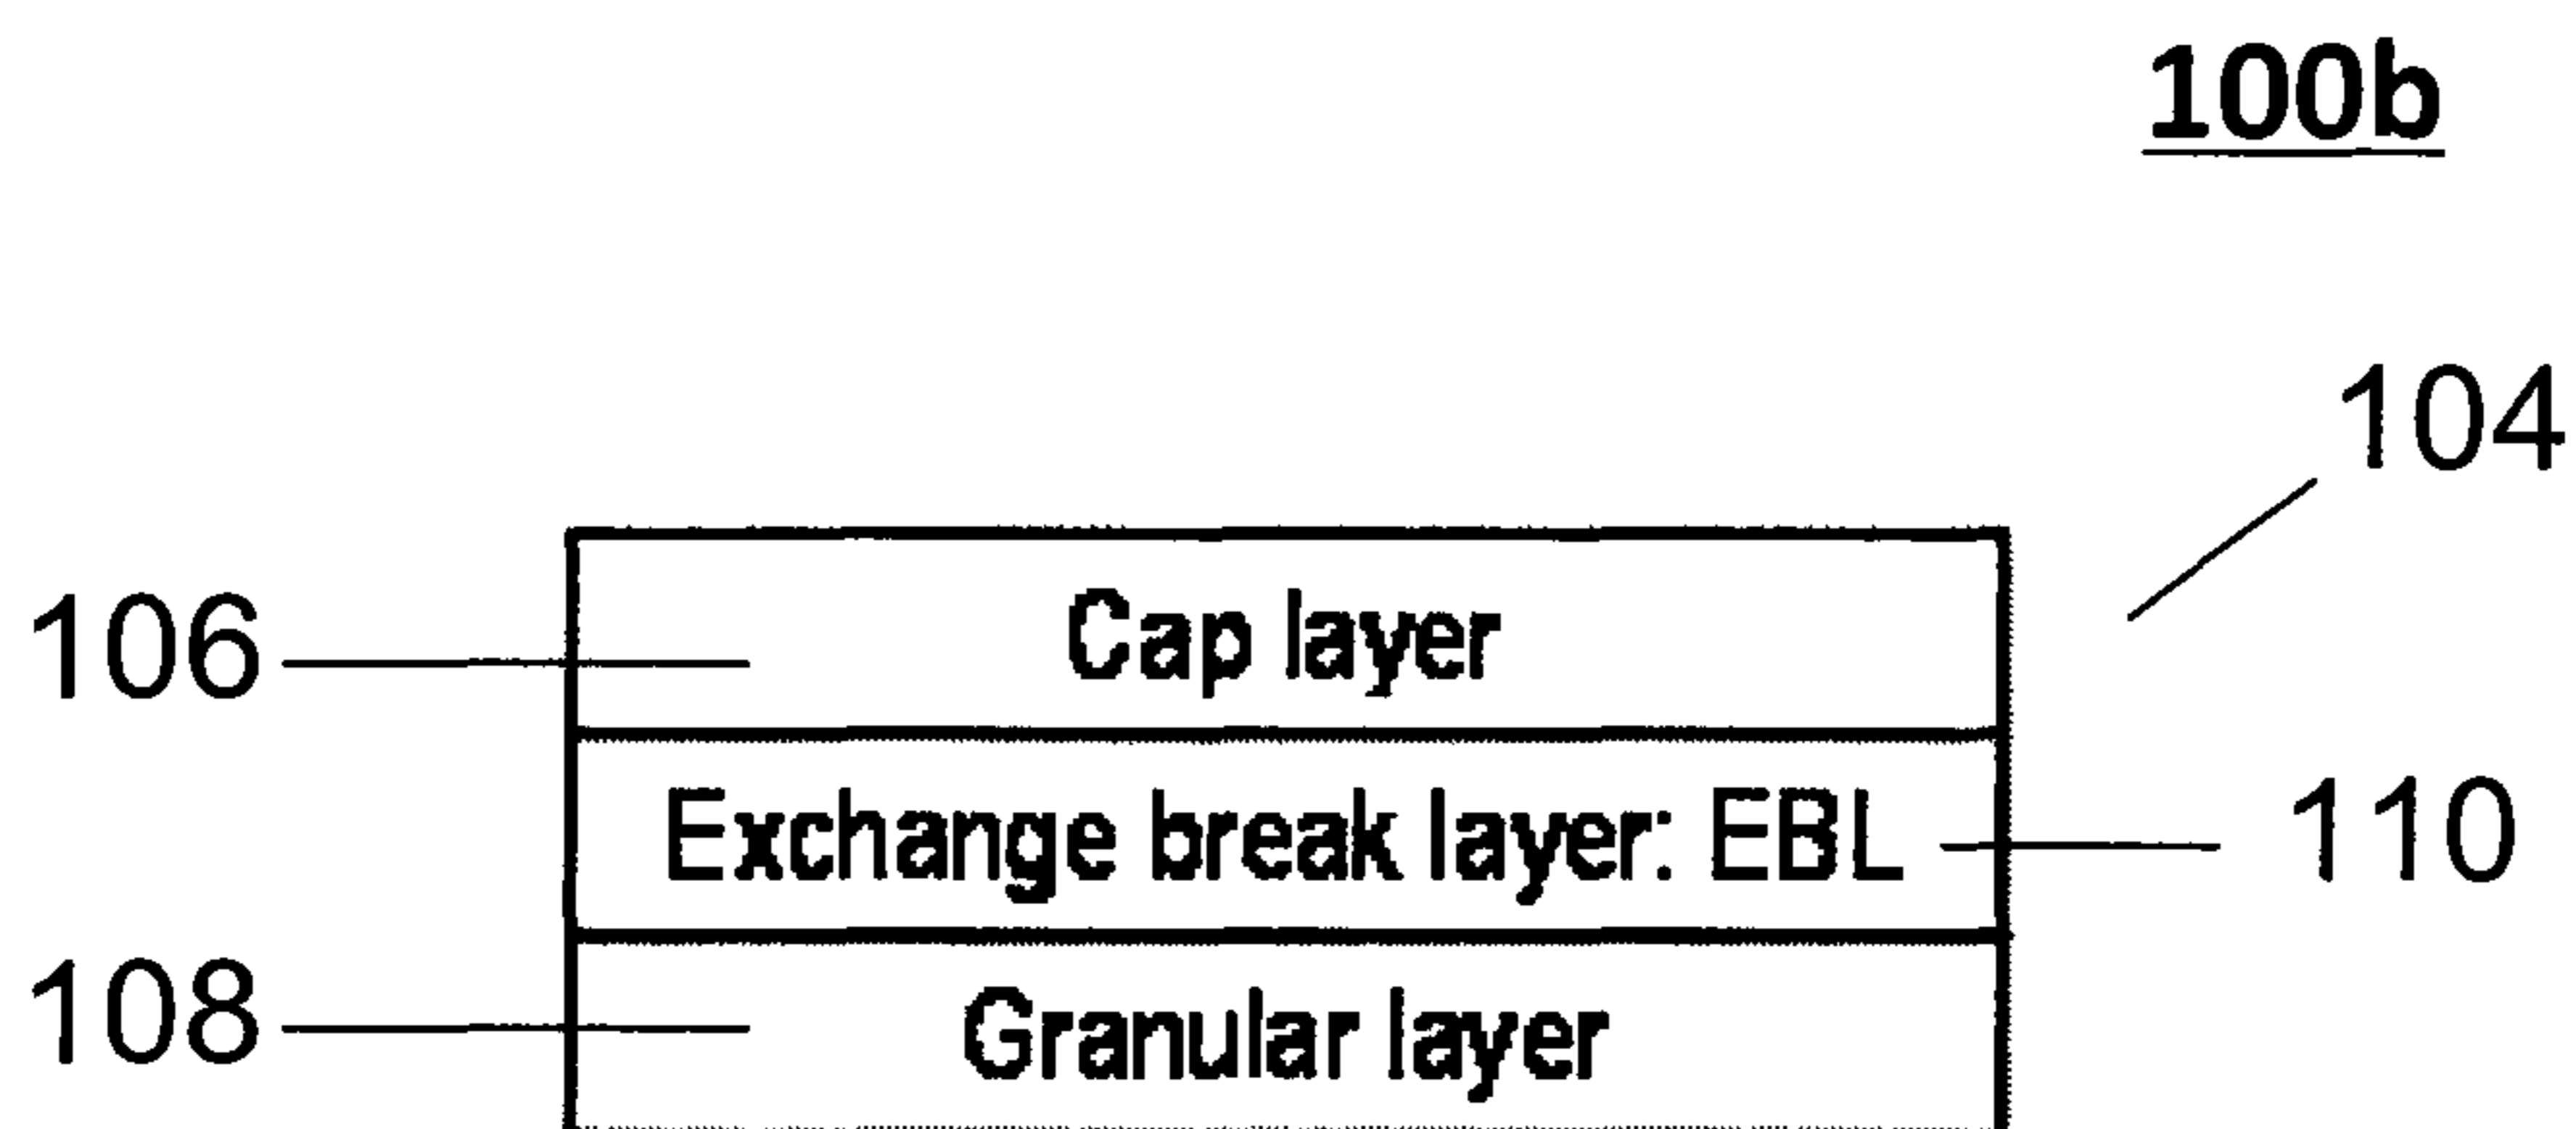 100b
104
106
Cap layer
Exchange break layer: EBL
110
108
Granular layer